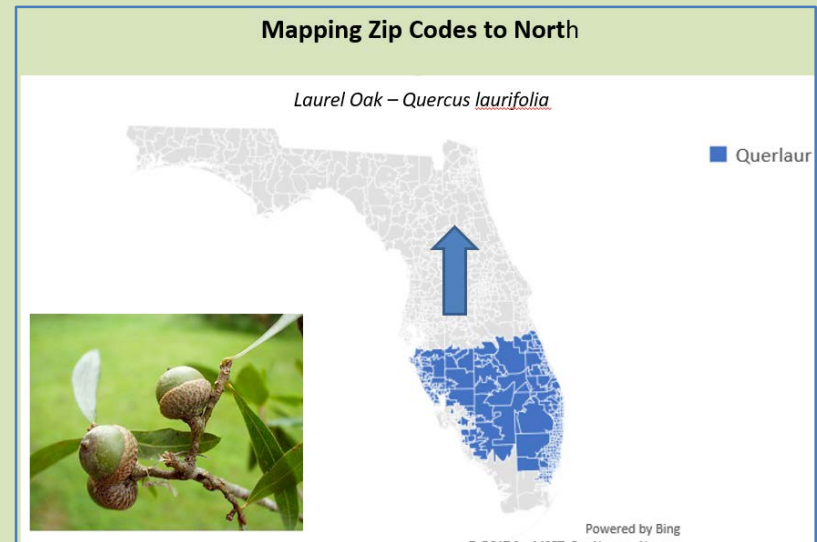 Mapping Zip Codes to North
Laurel Oak – Quercus laurifolia
Querlaur
Powered by Bing